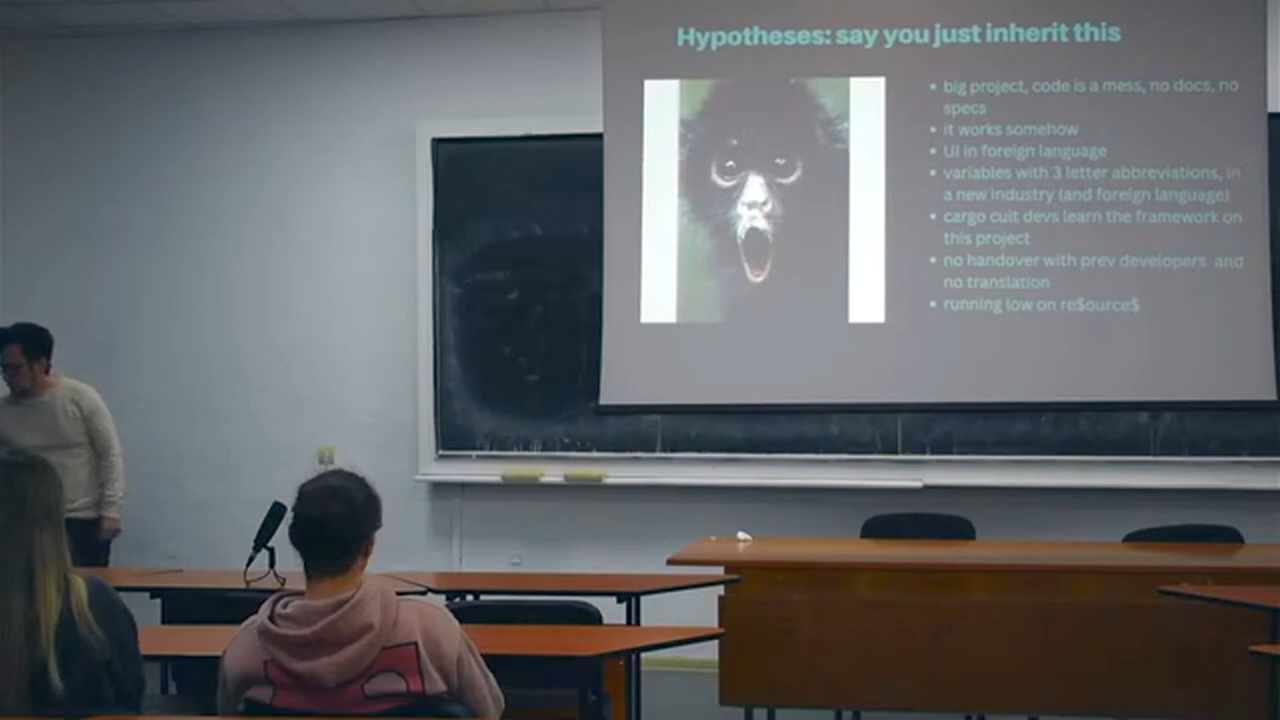 Hypotheses: say you just inherit this
• big project, code is a mess, no docs, no
specs
• it works somehow
• UI in foreign language
• variables with 3 letter abbreviations, in
a new industry (and foreign language)
• cargo cult devs learn the framework on
this project
• no handover with prev developers and
no translation
• running low on re$ource$